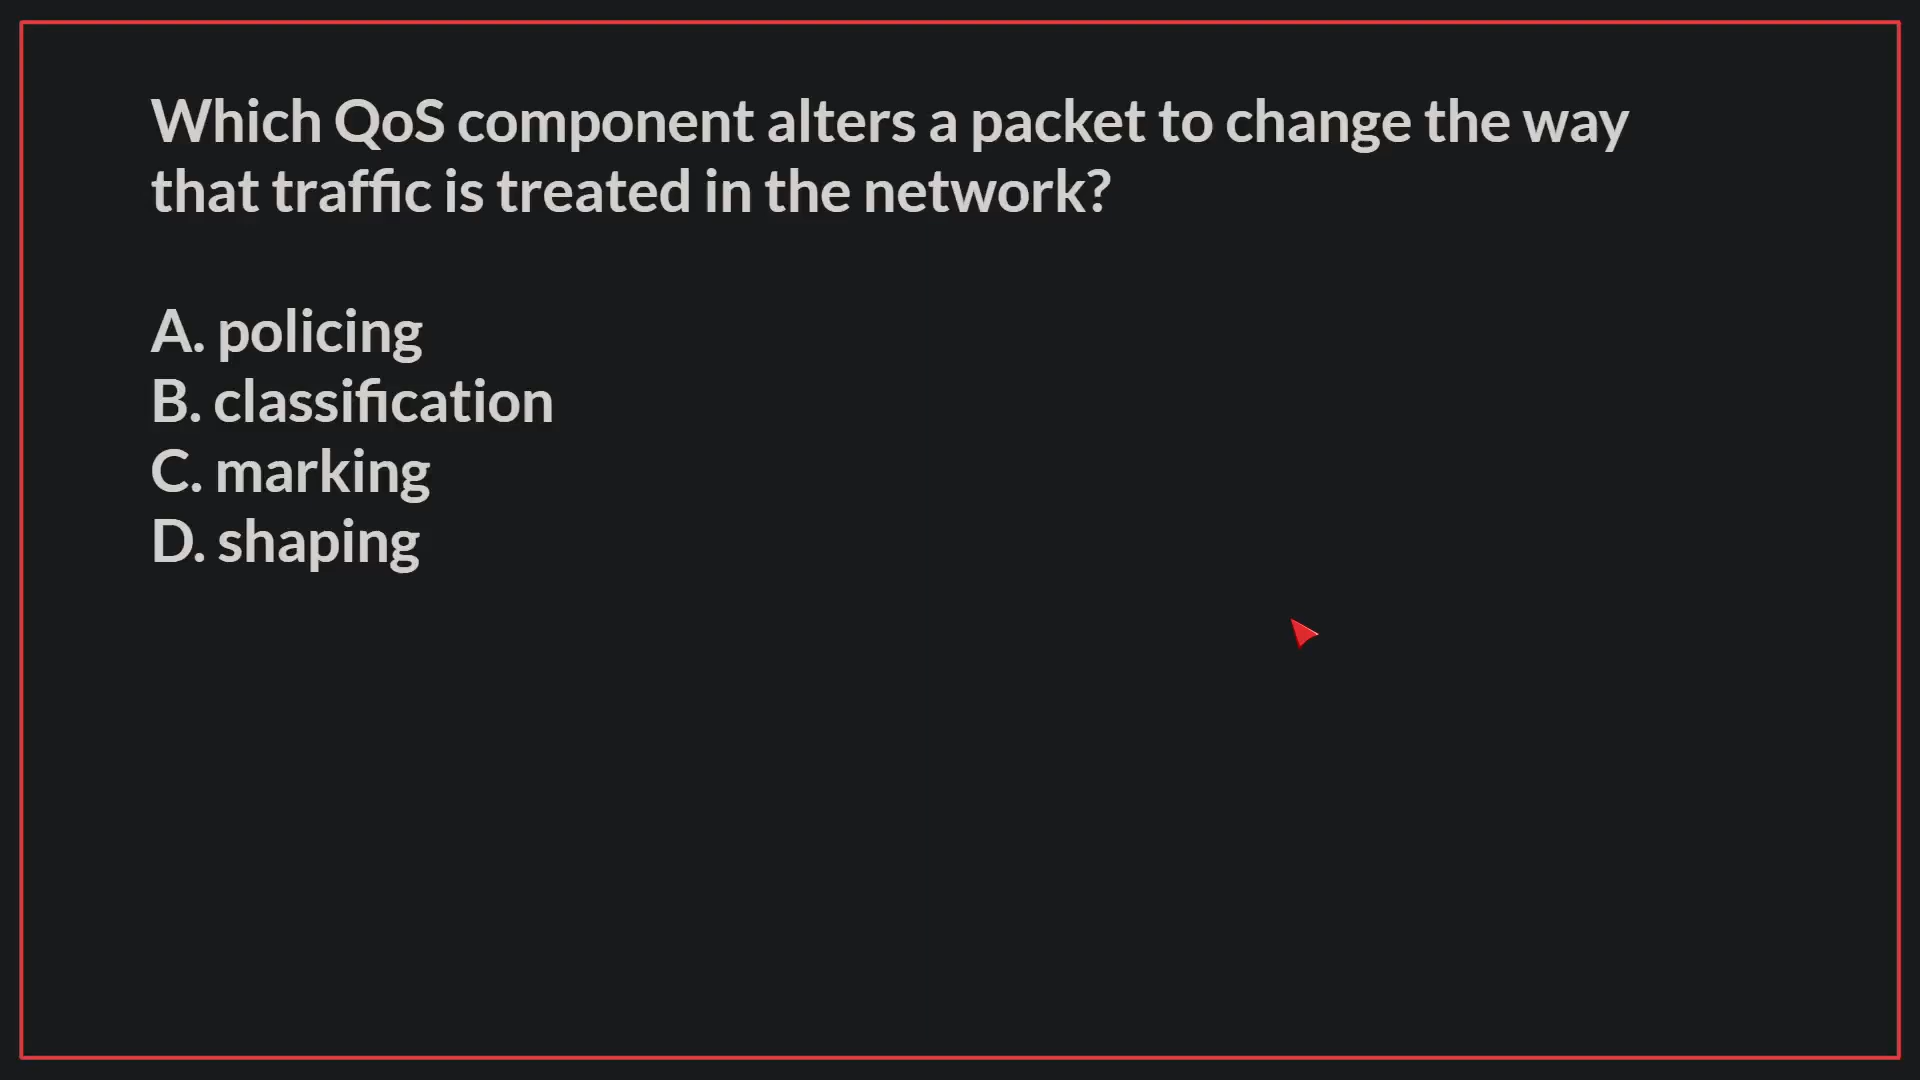 Which QoS component alters a packet to change the way
that traffic is treated in the network?
A. policing
B. classification
C. marking
D. shaping